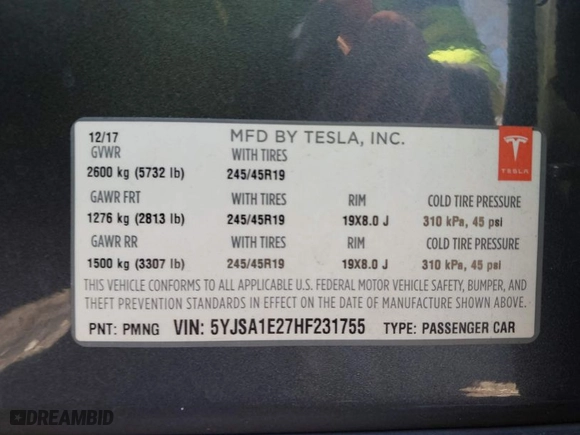 12/17 MFD BY TESLA, INC.
GVWR WITH TIRES
2600 kg (5732 lb) 245/45R19
TESLA
GAWR FRT WITH TIRES RIM COLD TIRE PRESSURE
1276 kg (2813 lb) 245/45R19 19X8.0 J 310 kPa, 45 psi
GAWR RR WITH TIRES RIM COLD TIRE PRESSURE
1500 kg (3307 lb) 245/45R19 19X8.0 J 310 kPa, 45 psi
THIS VEHICLE CONFORMS TO ALL APPLICABLE U.S. FEDERAL MOTOR VEHICLE SAFETY, BUMPER, AND
THEFT PREVENTION STANDARDS IN EFFECT ON THE DATE OF MANUFACTURE SHOWN ABOVE.
PNT: PMNG VIN: 5YJSA1E27HF231755 TYPE: PASSENGER CAR
DREAMBID